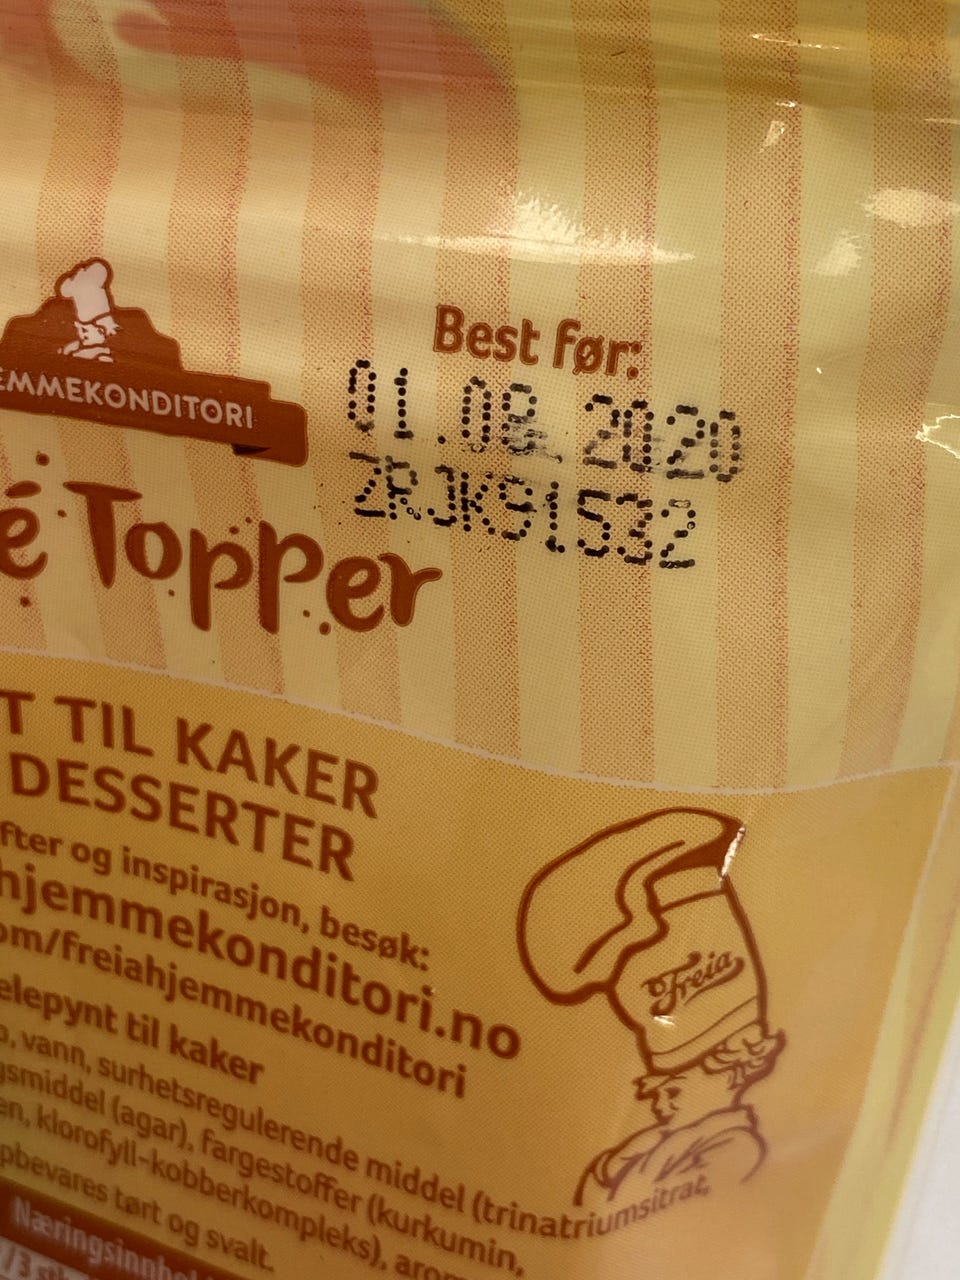 EMMEKONDITORI
Best før:
01.08.2020
ZRJK91532
é Topper
T TIL KAKER
DESSERTER
fter og inspirasjon, besøk:
hjemmekonditori.no
om/freiahjemmekonditori
elepynt til kaker
, vann, surhetsregulerende middel (trinatriumsitrat,
gsmiddel (agar), fargestoffer (kurkumin,
en, klorofyll-kobberkompleks), arom
pbevares tørt og svalt.
Næringsinnhol
Freia